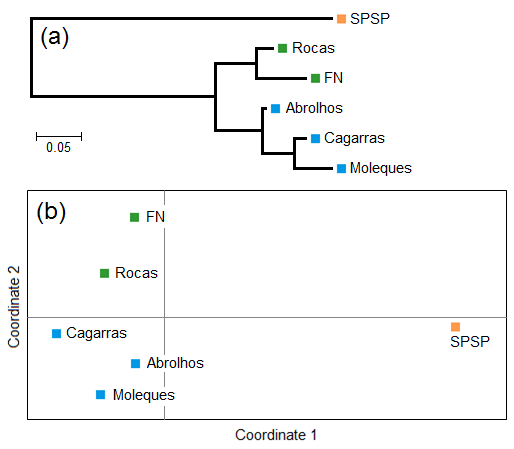 (a)
SPSP
Rocas
FN
Abrolhos
Cagarras
Moleques
0.05
(b)
FN
Rocas
Cagarras
Abrolhos
Moleques
SPSP
Coordinate 2
Coordinate 1